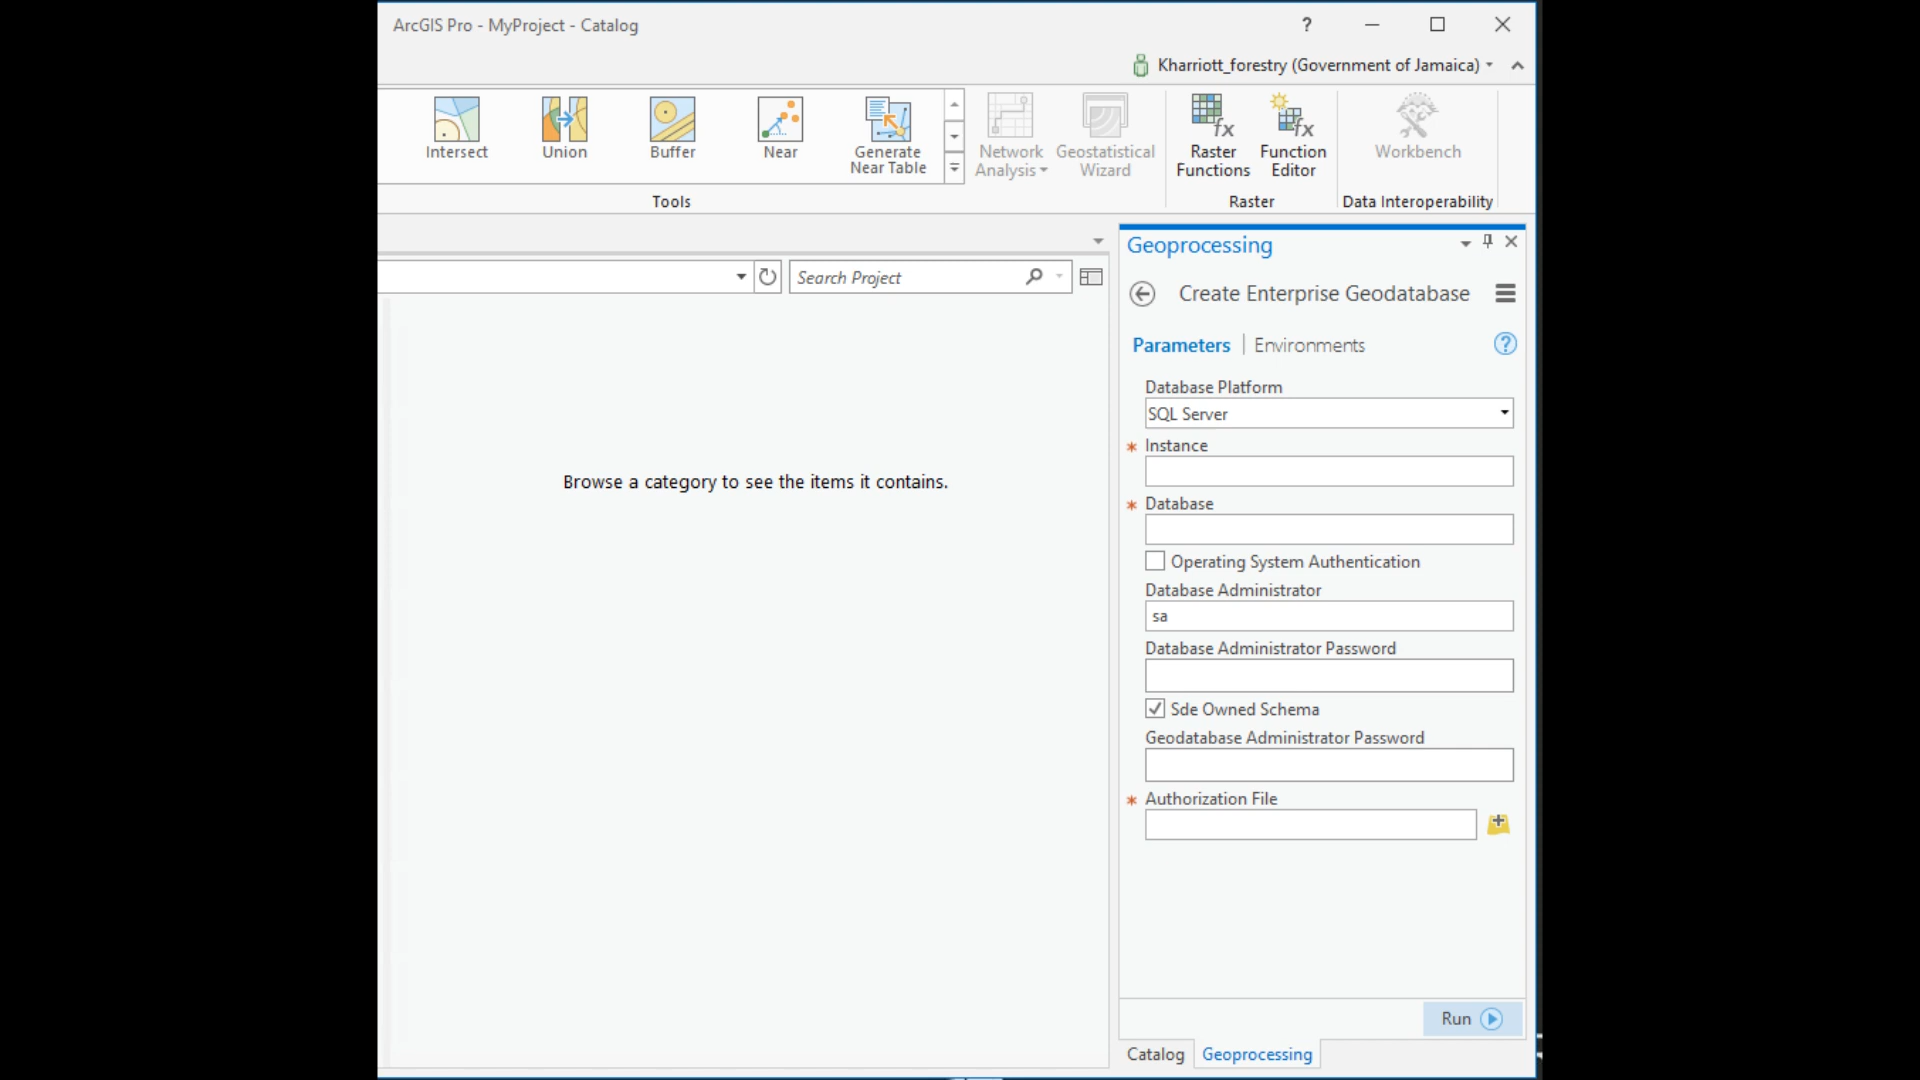 ArcGIS Pro - MyProject - Catalog
Kharriott_forestry (Government of Jamaica)
Intersect
Union
Buffer
Near
Generate
Near Table
Network
Analysis
Geostatistical
Wizard
Raster
Functions
Function
Editor
Workbench
Tools
Raster
Data Interoperability
Geoprocessing
Search Project
Create Enterprise Geodatabase
Parameters | Environments
Database Platform
SQL Server
* Instance
Browse a category to see the items it contains.
* Database
Operating System Authentication
Database Administrator
sa
Database Administrator Password
Sde Owned Schema
Geodatabase Administrator Password
* Authorization File
Run
Catalog
Geoprocessing